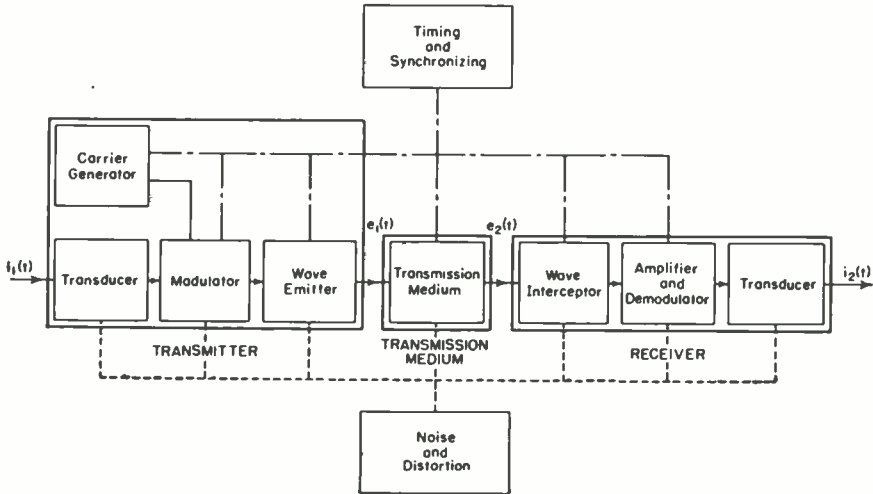 Timing
and
Synchronizing
Carrier
Generator
e₁(t)
e₂(t)
i₁(t)
Transducer
Modulator
Wave
Emitter
Transmission
Medium
Wave
Interceptor
Amplifier
and
Demodulator
Transducer
i₂(t)
TRANSMITTER
TRANSMISSION
MEDIUM
RECEIVER
Noise
and
Distortion